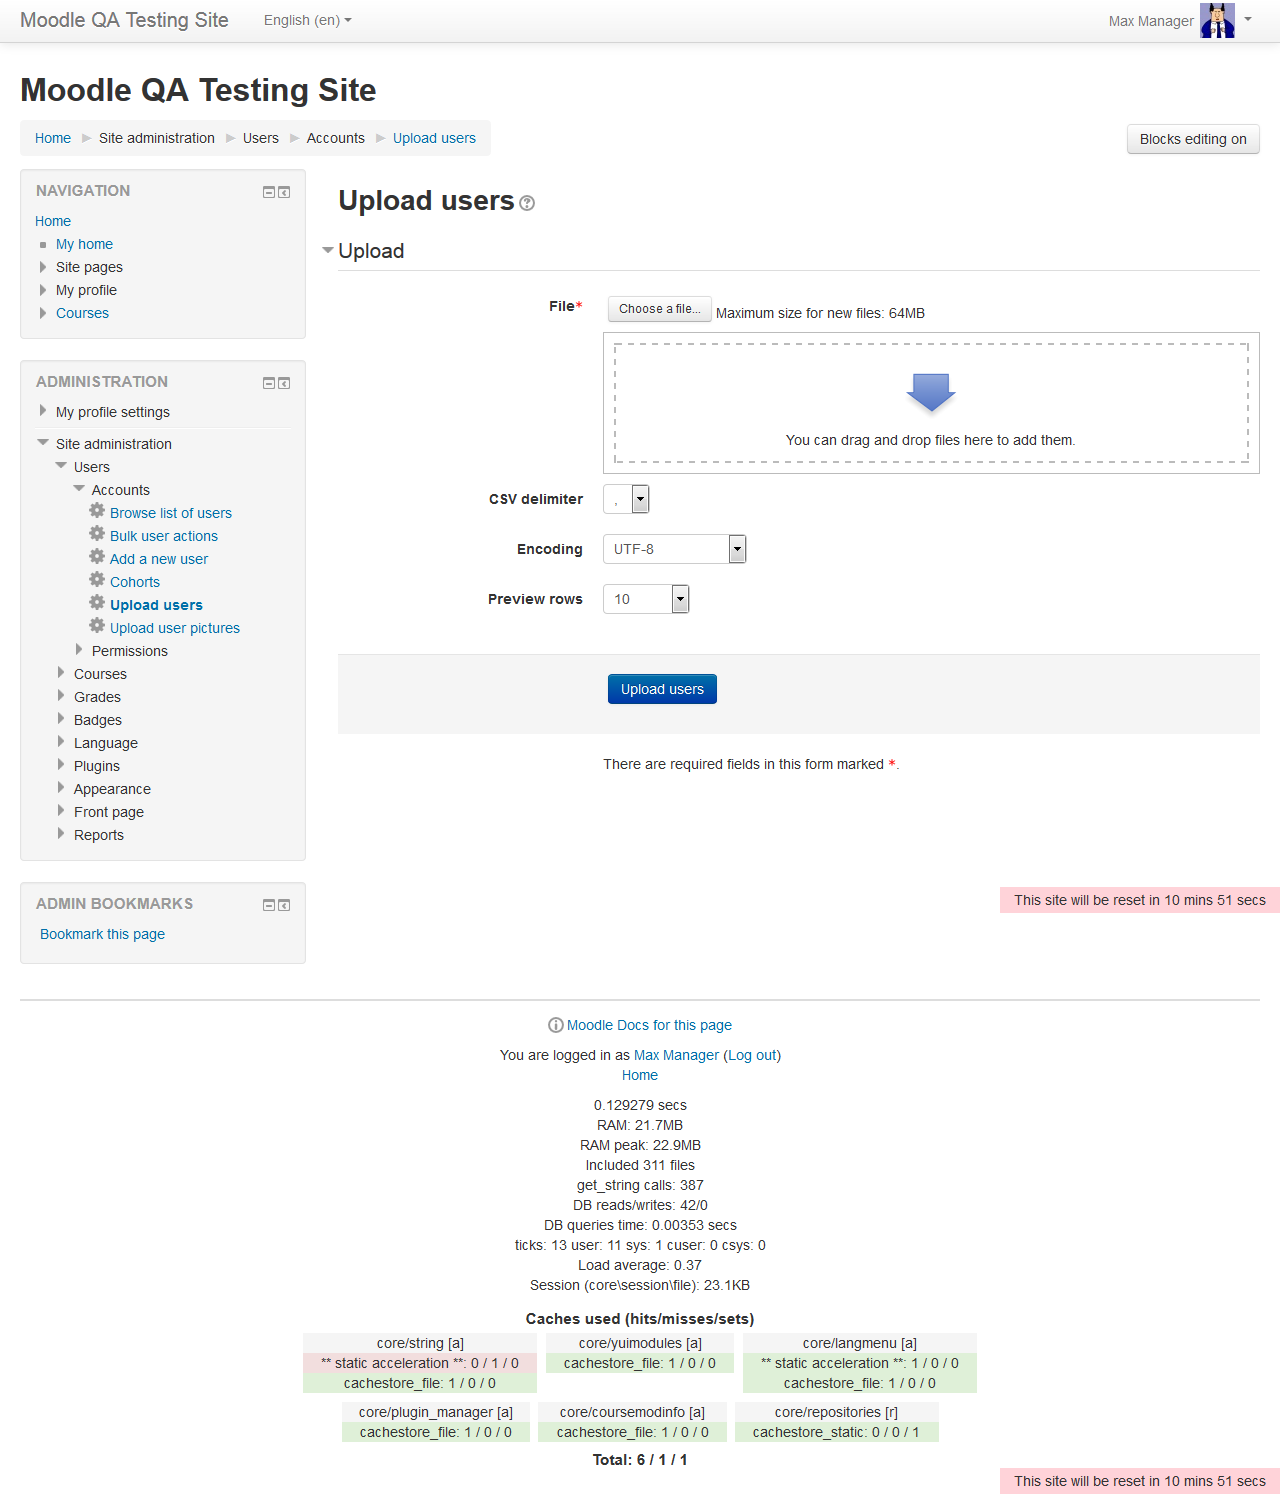 Moodle QA Testing Site English (en) Max Manager
Moodle QA Testing Site
Home Site administration Users Accounts Upload users Blocks editing on
NAVIGATION
Home
My home
Site pages
My profile
Courses
ADMINISTRATION
My profile settings
Site administration
Users
Accounts
Browse list of users
Bulk user actions
Add a new user
Cohorts
Upload users
Upload user pictures
Permissions
Courses
Grades
Badges
Language
Plugins
Appearance
Front page
Reports
ADMIN BOOKMARKS
Bookmark this page
Upload users
Upload
File* Choose a file... Maximum size for new files: 64MB
You can drag and drop files here to add them.
CSV delimiter ,
Encoding UTF-8
Preview rows 10
Upload users
There are required fields in this form marked *.
This site will be reset in 10 mins 51 secs
Moodle Docs for this page
You are logged in as Max Manager (Log out)
Home
0.129279 secs
RAM: 21.7MB
RAM peak: 22.9MB
Included 311 files
get_string calls: 387
DB reads/writes: 42/0
DB queries time: 0.00353 secs
ticks: 13 user: 11 sys: 1 cuser: 0 csys: 0
Load average: 0.37
Session (core\session\file): 23.1KB
Caches used (hits/misses/sets)
core/string [a]
** static acceleration **: 0 / 1 / 0
cachestore_file: 1 / 0 / 0
core/yuimodules [a]
cachestore_file: 1 / 0 / 0
core/langmenu [a]
** static acceleration **: 1 / 0 / 0
cachestore_file: 1 / 0 / 0
core/plugin_manager [a]
cachestore_file: 1 / 0 / 0
core/coursemodinfo [a]
cachestore_file: 1 / 0 / 0
core/repositories [r]
cachestore_static: 0 / 0 / 1
Total: 6 / 1 / 1
This site will be reset in 10 mins 51 secs